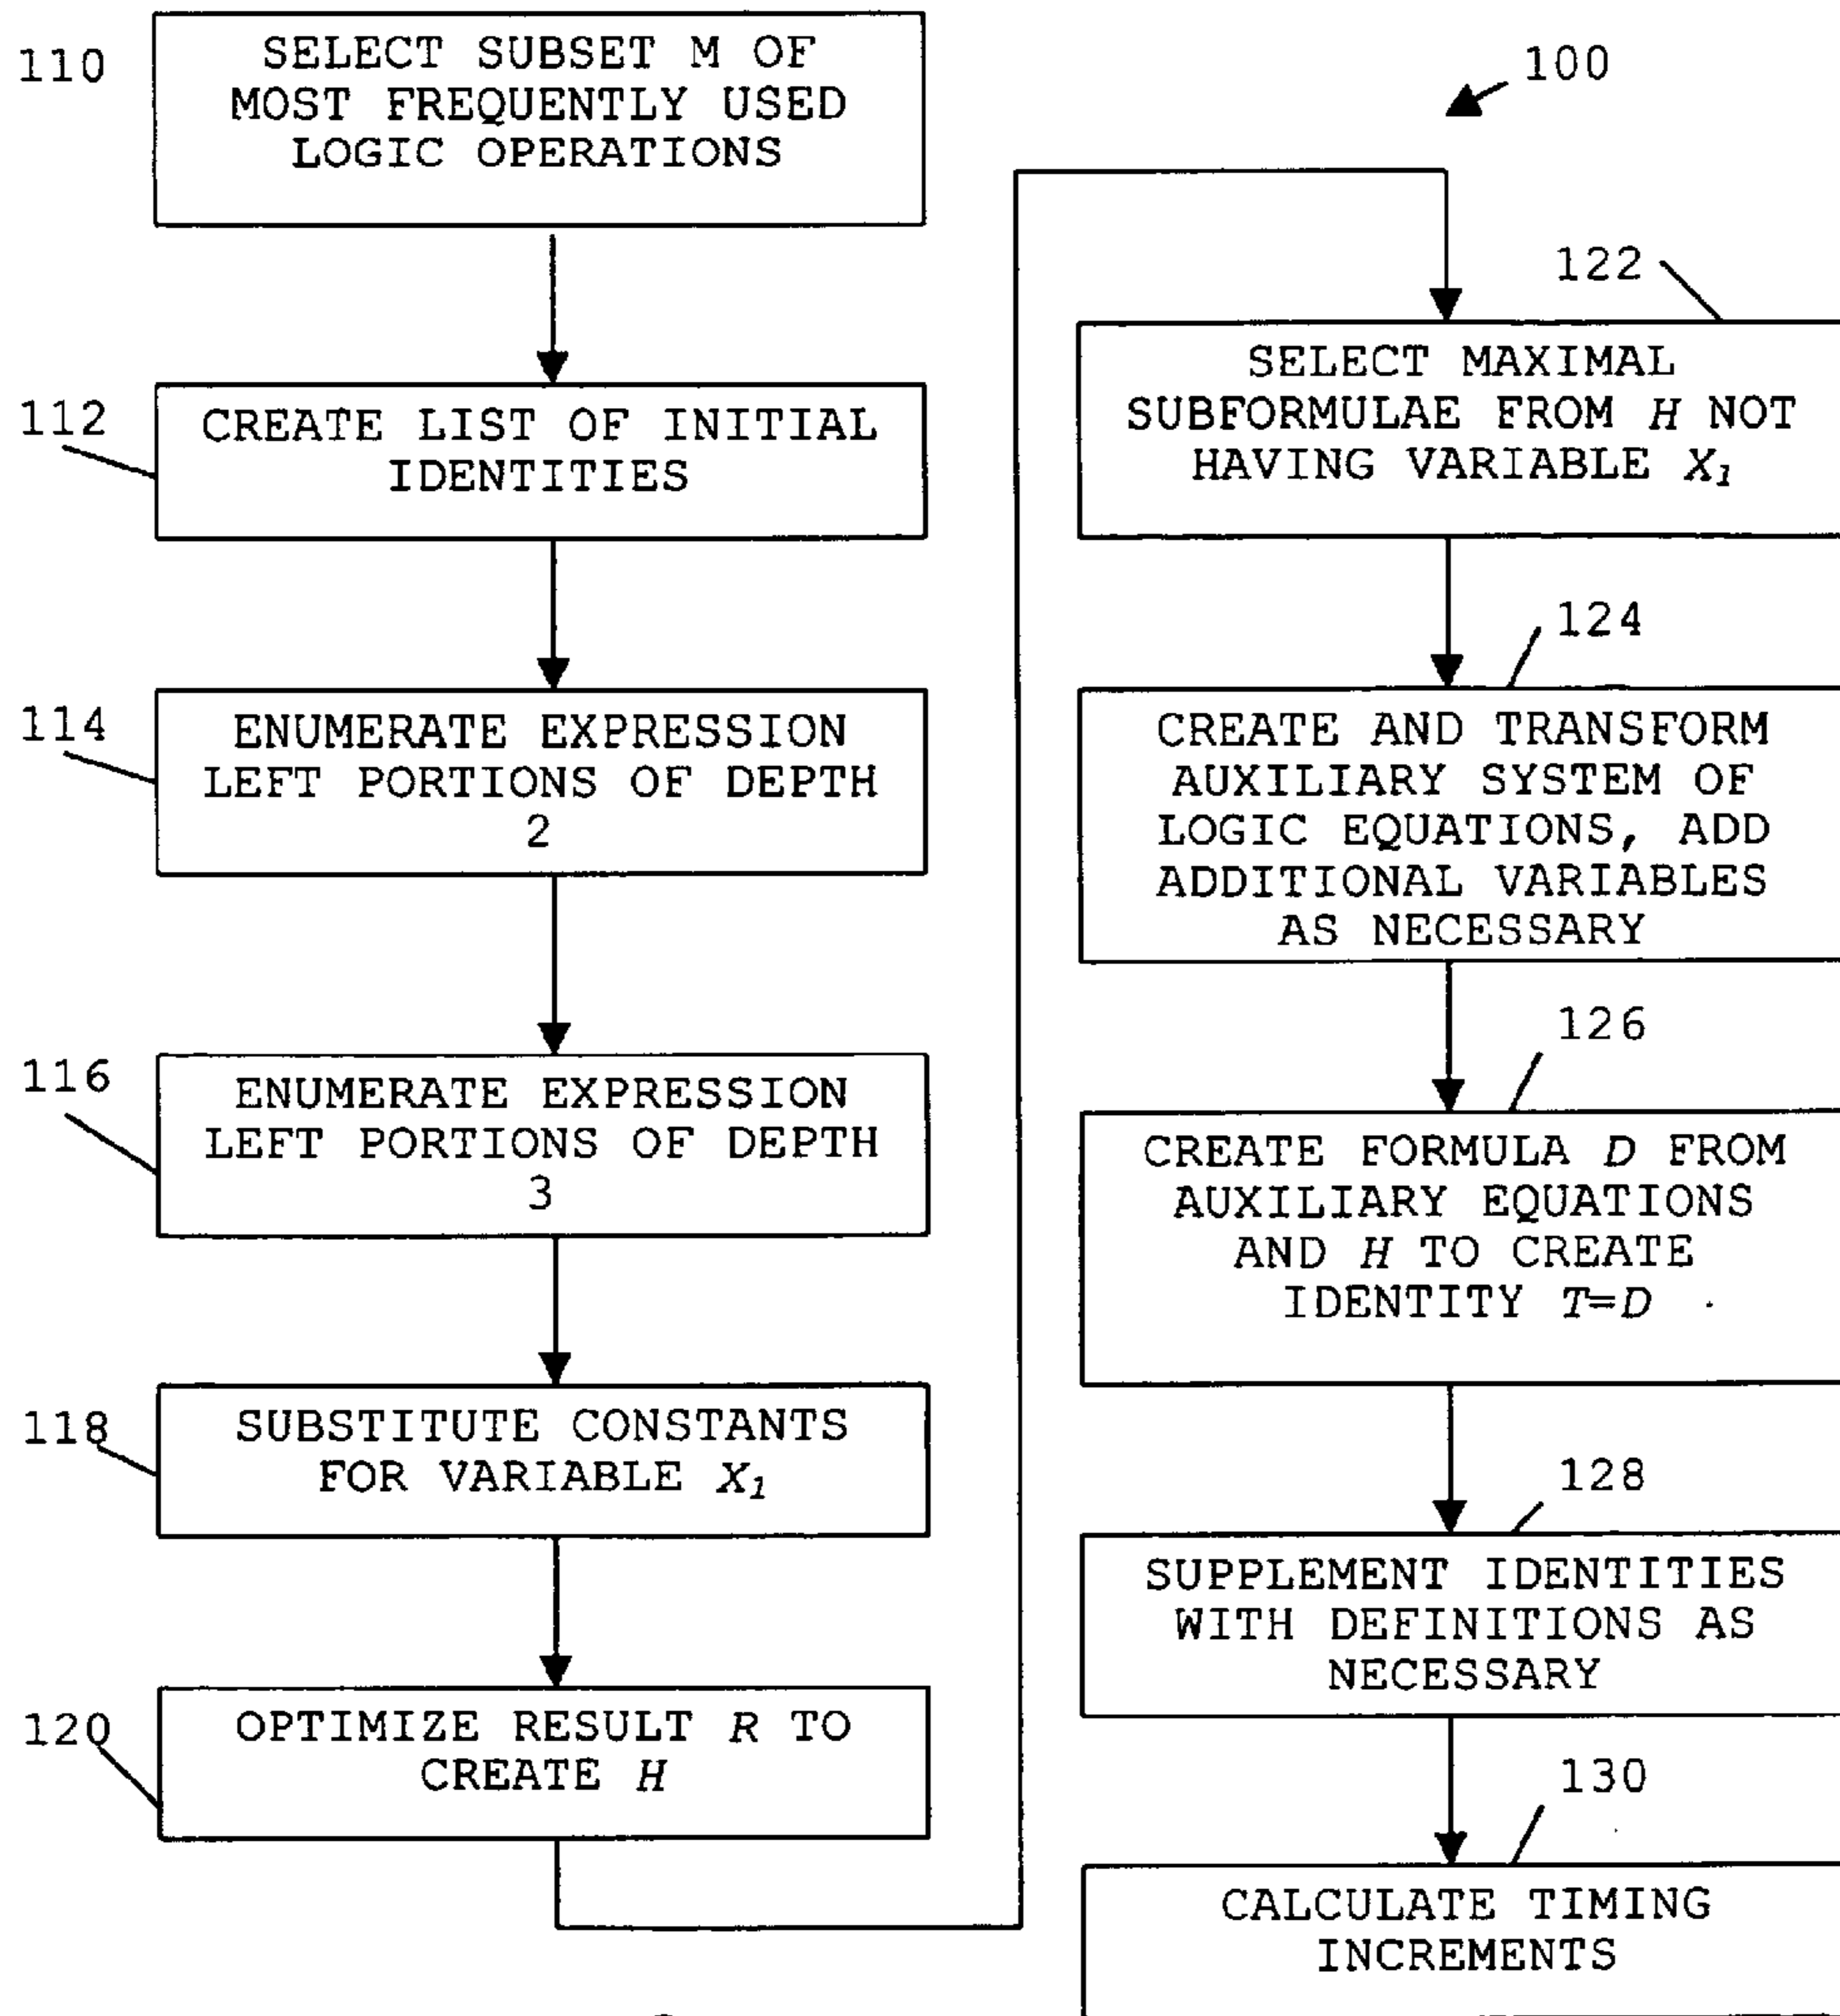 110
SELECT SUBSET M OF
MOST FREQUENTLY USED
LOGIC OPERATIONS
112
CREATE LIST OF INITIAL
IDENTITIES
114
ENUMERATE EXPRESSION
LEFT PORTIONS OF DEPTH
2
116
ENUMERATE EXPRESSION
LEFT PORTIONS OF DEPTH
3
118
SUBSTITUTE CONSTANTS
FOR VARIABLE X₁
120
OPTIMIZE RESULT R TO
CREATE H
100
122
SELECT MAXIMAL
SUBFORMULAE FROM H NOT
HAVING VARIABLE X₁
124
CREATE AND TRANSFORM
AUXILIARY SYSTEM OF
LOGIC EQUATIONS, ADD
ADDITIONAL VARIABLES
AS NECESSARY
126
CREATE FORMULA D FROM
AUXILIARY EQUATIONS
AND H TO CREATE
IDENTITY T=D
128
SUPPLEMENT IDENTITIES
WITH DEFINITIONS AS
NECESSARY
130
CALCULATE TIMING
INCREMENTS